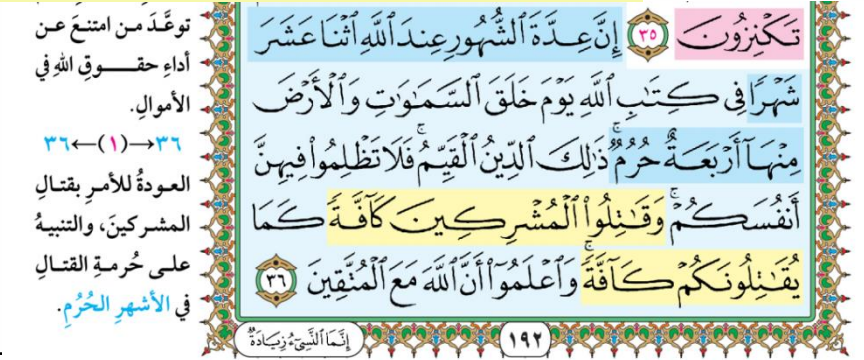 تَكْنِزُونَ ٣٥ إِنَّ عِدَّةَ ٱلشُّهُورِ عِندَ ٱللَّهِ ٱثْنَا عَشَرَ
شَهْرًا فِى كِتَٰبِ ٱللَّهِ يَوْمَ خَلَقَ ٱلسَّمَٰوَٰتِ وَٱلْأَرْضَ
مِنْهَآ أَرْبَعَةٌ حُرُمٌ ۚ ذَٰلِكَ ٱلدِّينُ ٱلْقَيِّمُ ۚ فَلَا تَظْلِمُوا۟ فِيهِنَّ
أَنفُسَكُمْ ۚ وَقَٰتِلُوا۟ ٱلْمُشْرِكِينَ كَآفَّةً كَمَا
يُقَٰتِلُونَكُمْ كَآفَّةً ۚ وَٱعْلَمُوٓا۟ أَنَّ ٱللَّهَ مَعَ ٱلْمُتَّقِينَ ٣٦
١٩٢
إِنَّمَا ٱلنَّسِىٓءُ زِيَادَةٌ
توعَّدَ من امتنعَ عن
أداءِ حقوقِ اللهِ في
الأموالِ.
٣٦←(١)←٣٦
العودةُ للأمرِ بقتالِ
المشركينَ، والتنبيهُ
على حُرمةِ القتالِ
في الأشهرِ الحُرُمِ.